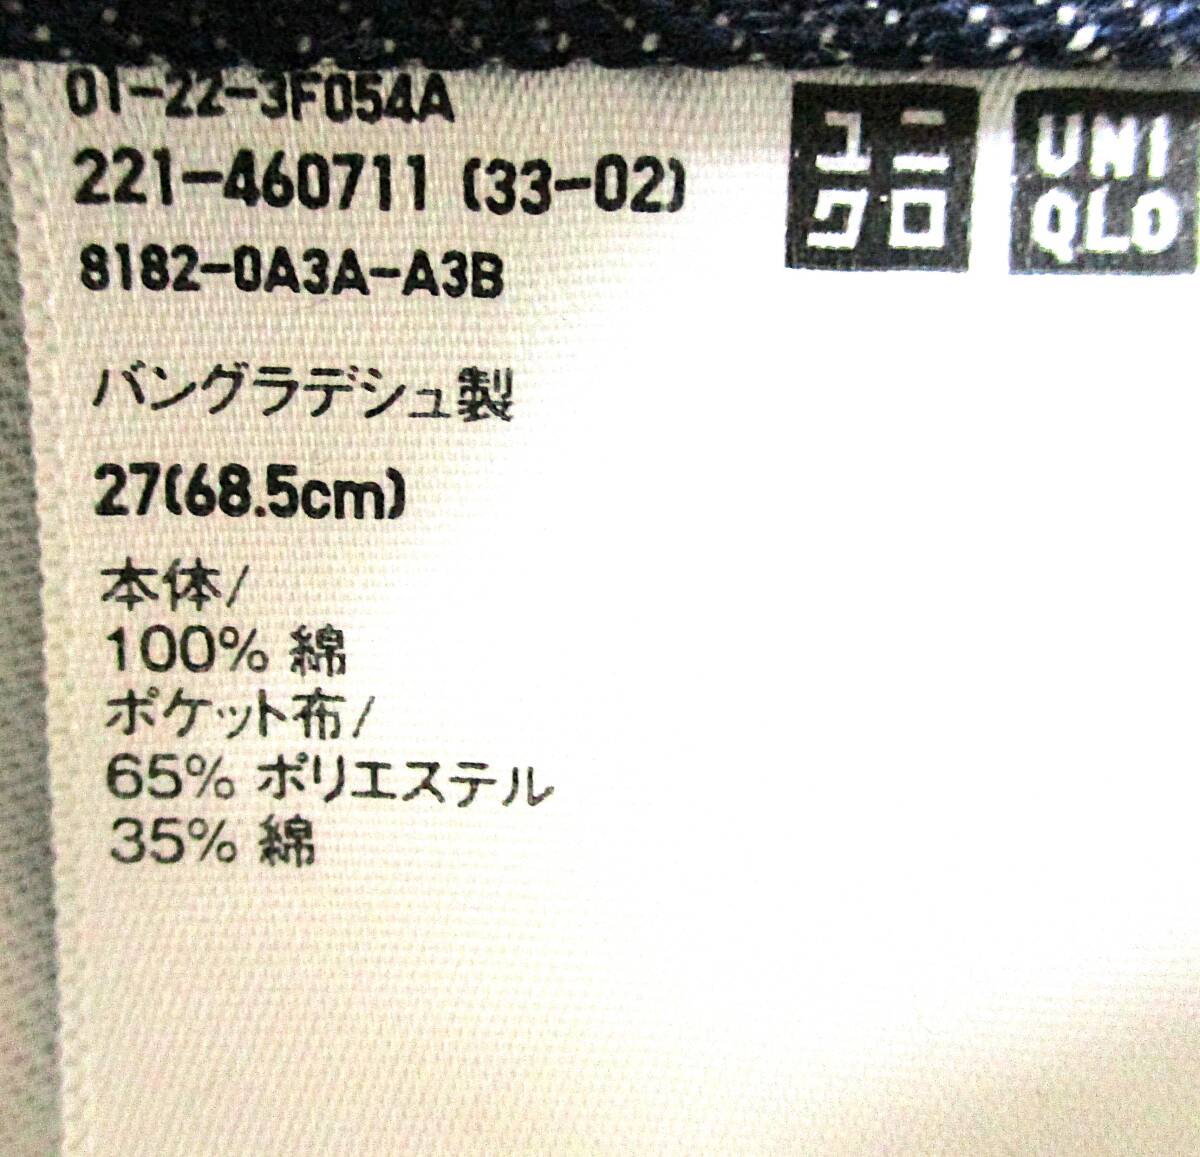 01-22-3F054A
221-460711 (33-02)
8182-0A3A-A3B
ユニ
クロ
UNI
QLO
バングラデシュ製
27(68.5cm)
本体/
100% 綿
ポケット布/
65% ポリエステル
35% 綿